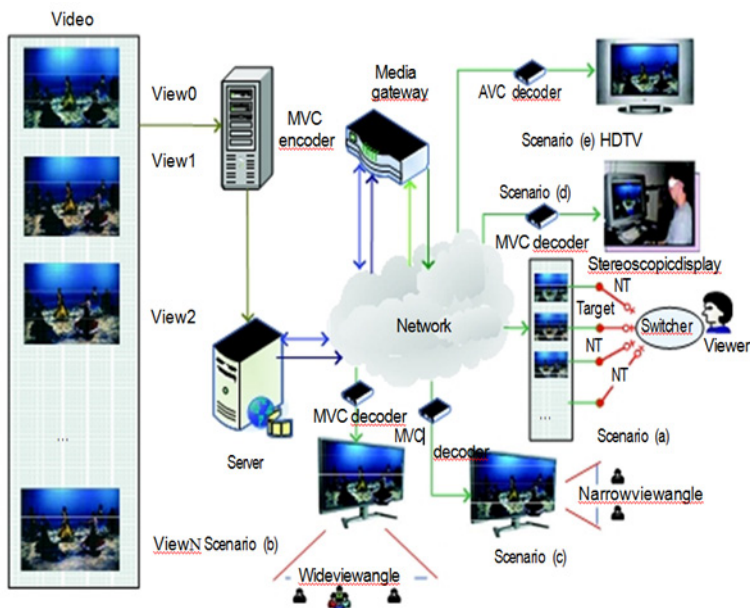 Video
View0
View1
View2
...
ViewN
MVC
encoder
Server
Media
gateway
Network
AVC decoder
Scenario (e) HDTV
Scenario (d)
MVC decoder
Stereoscopicdisplay
NT
Target
NT
NT
Switcher
Viewer
...
Scenario (a)
MVC decoder
Scenario (b)
Wideviewangle
MVC
decoder
Scenario (c)
Narrowviewangle